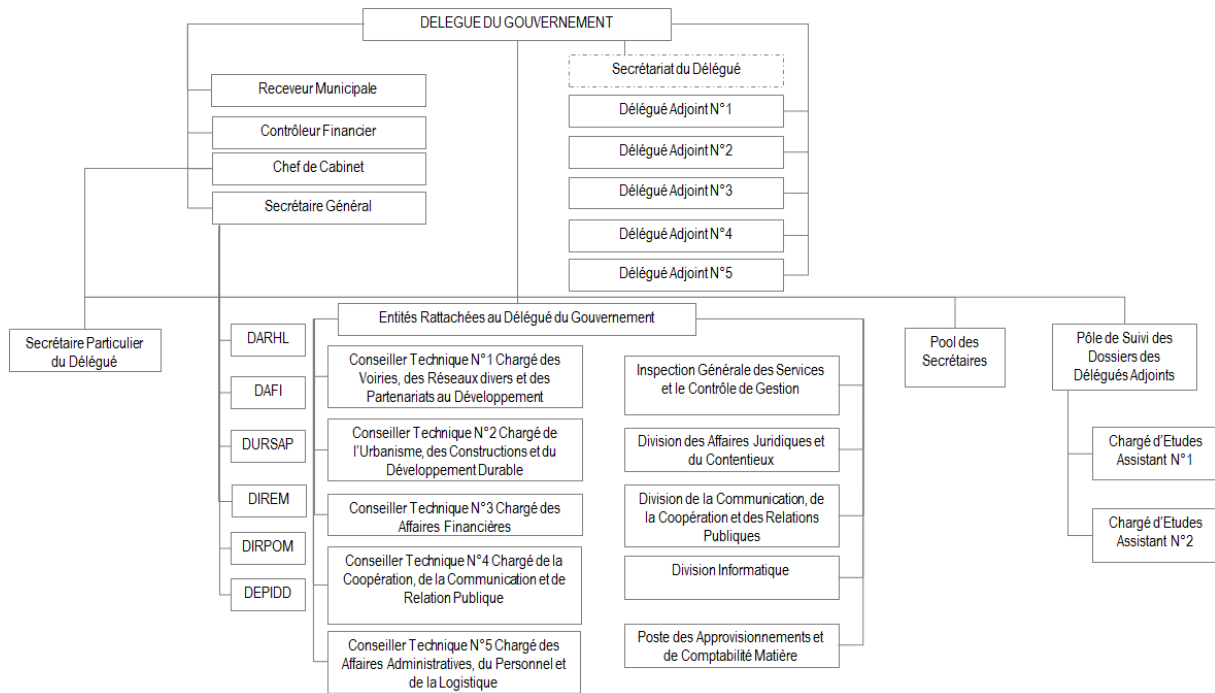 DELEGUE DU GOUVERNEMENT
Secrétariat du Délégué
Receveur Municipale
Délégué Adjoint N°1
Contrôleur Financier
Délégué Adjoint N°2
Chef de Cabinet
Délégué Adjoint N°3
Secrétaire Général
Délégué Adjoint N°4
Délégué Adjoint N°5
Secrétaire Particulier
du Délégué
DARHL
DAFI
DURSAP
DIREM
DIRPOM
DEPIDD
Entités Rattachées au Délégué du Gouvernement
Conseiller Technique N°1 Chargé des
Voiries, des Réseaux divers et des
Partenariats au Développement
Conseiller Technique N°2 Chargé de
l'Urbanisme, des Constructions et du
Développement Durable
Conseiller Technique N°3 Chargé des
Affaires Financières
Conseiller Technique N°4 Chargé de la
Coopération, de la Communication et de
Relation Publique
Conseiller Technique N°5 Chargé des
Affaires Administratives, du Personnel et
de la Logistique
Inspection Générale des Services
et le Contrôle de Gestion
Division des Affaires Juridiques et
du Contentieux
Division de la Communication, de
la Coopération et des Relations
Publiques
Division Informatique
Poste des Approvisionnements et
de Comptabilité Matière
Pool des
Secrétaires
Pôle de Suivi des
Dossiers des
Délégués Adjoints
Chargé d'Etudes
Assistant N°1
Chargé d'Etudes
Assistant N°2